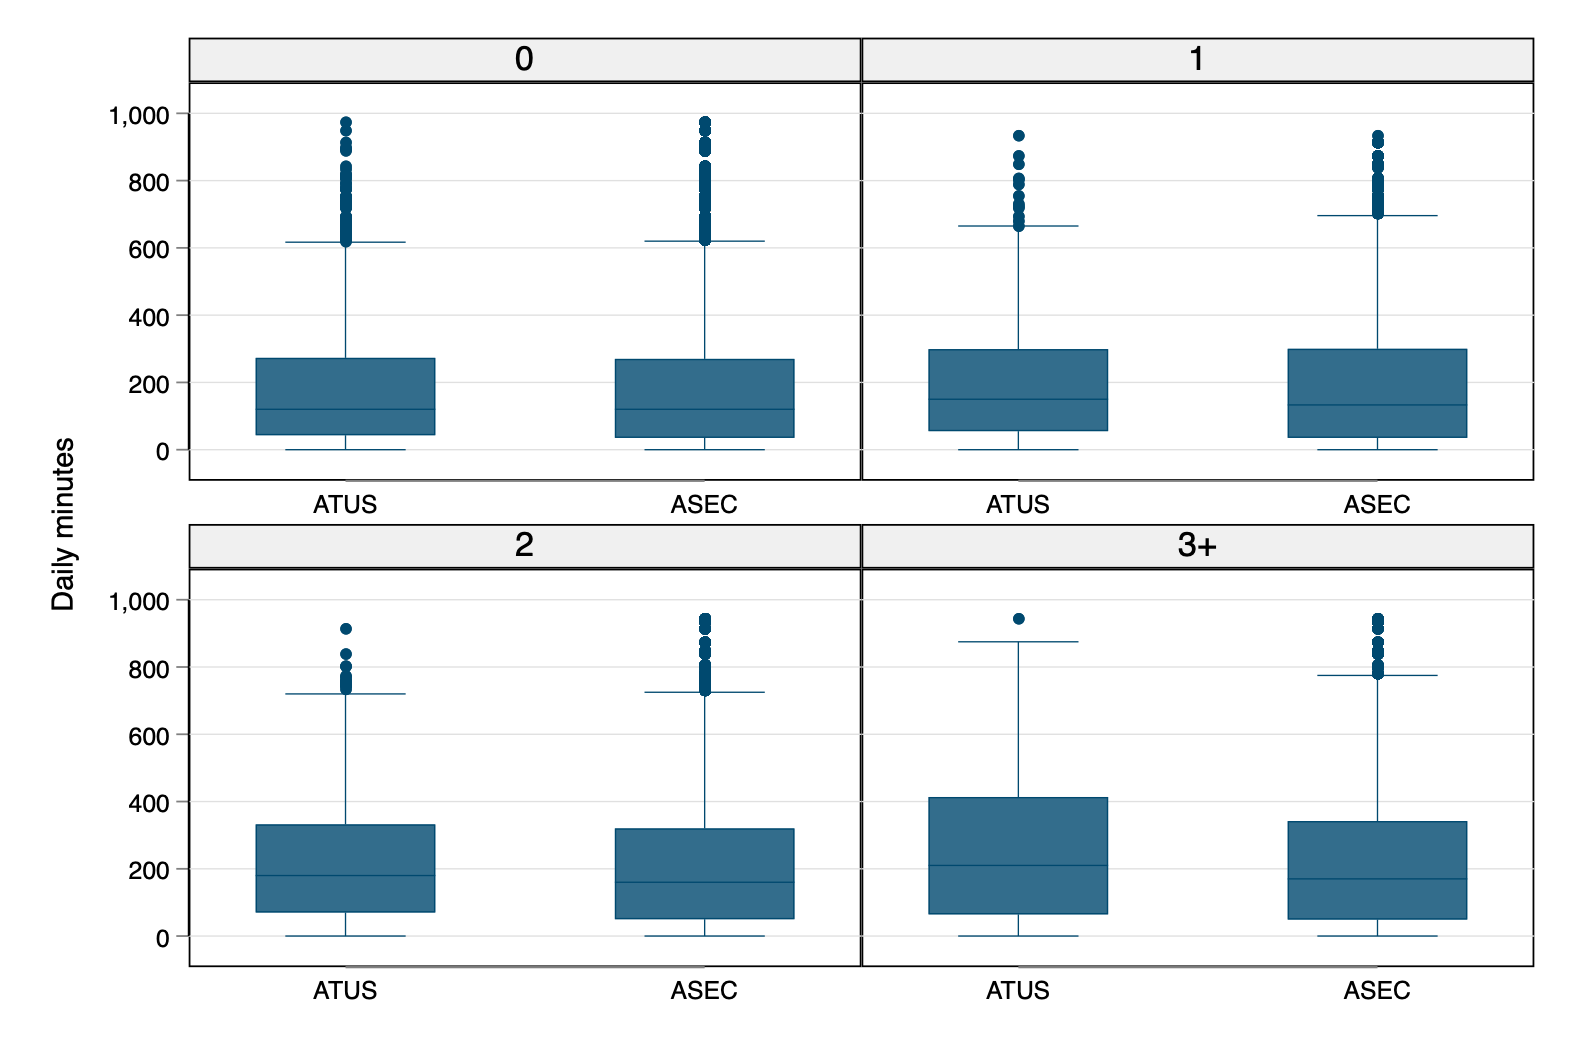 0
1
1,000
800
600
400
200
0
ATUS
ASEC
ATUS
ASEC
Daily minutes
2
3+
1,000
800
600
400
200
0
ATUS
ASEC
ATUS
ASEC